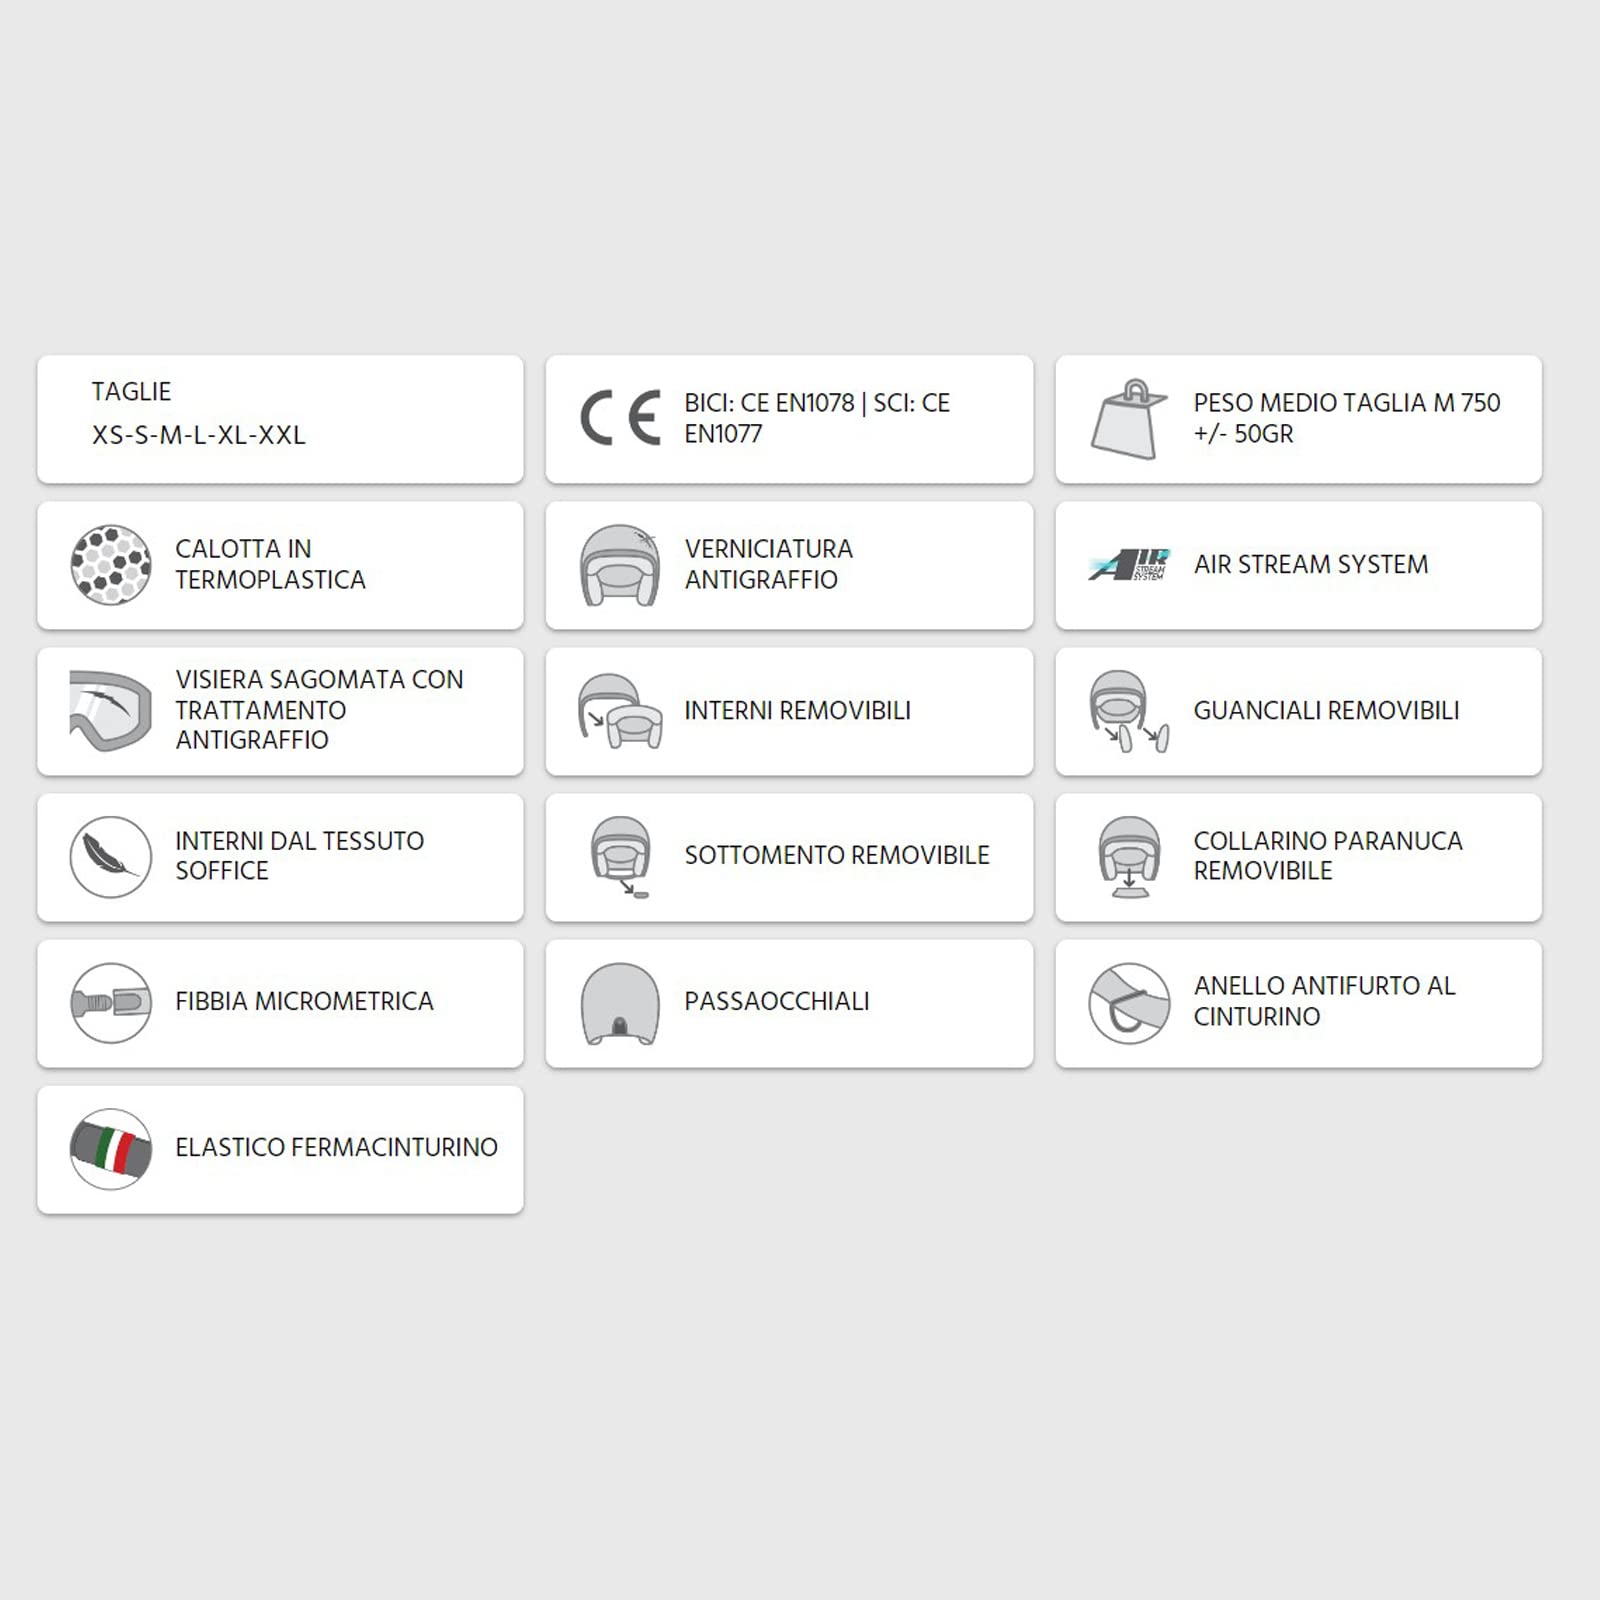 TAGLIE
XS-S-M-L-XL-XXL
CE
BICI: CE EN1078 | SCI: CE
EN1077
PESO MEDIO TAGLIA M 750
+/- 50GR
CALOTTA IN
TERMOPLASTICA
VERNICIATURA
ANTIGRAFFIO
AIR
STREAM
SYSTEM
AIR STREAM SYSTEM
VISIERA SAGOMATA CON
TRATTAMENTO
ANTIGRAFFIO
INTERNI REMOVIBILI
GUANCIALI REMOVIBILI
INTERNI DAL TESSUTO
SOFFICE
SOTTOMENTO REMOVIBILE
COLLARINO PARANUCA
REMOVIBILE
FIBBIA MICROMETRICA
PASSAOCCHIALI
ANELLO ANTIFURTO AL
CINTURINO
ELASTICO FERMACINTURINO